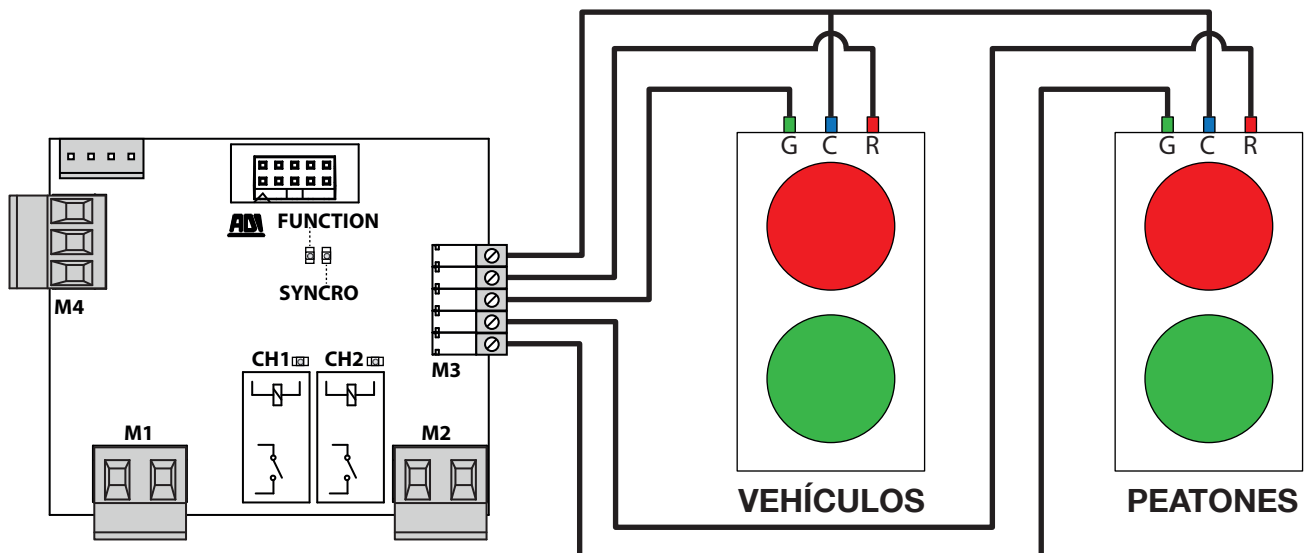 G C R
G C R
ADI FUNCTION
SYNCRO
M4
CH1 CH2
M3
M1
M2
VEHÍCULOS
PEATONES